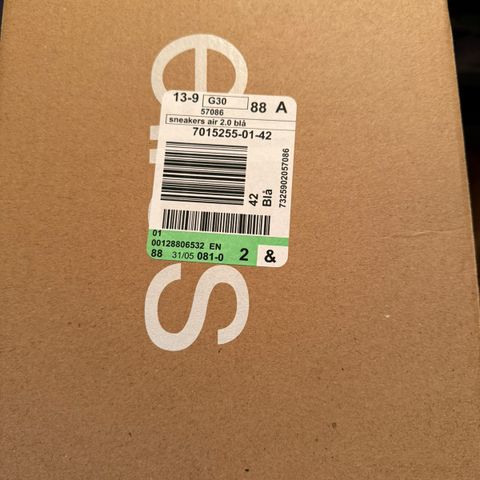 13-9 G30 88 A
57086
sneakers air 2.0 blå
7015255-01-42
42
Blå
7325902057086
01
00128806532 EN
88 31/05 081-0 2 &
e
s